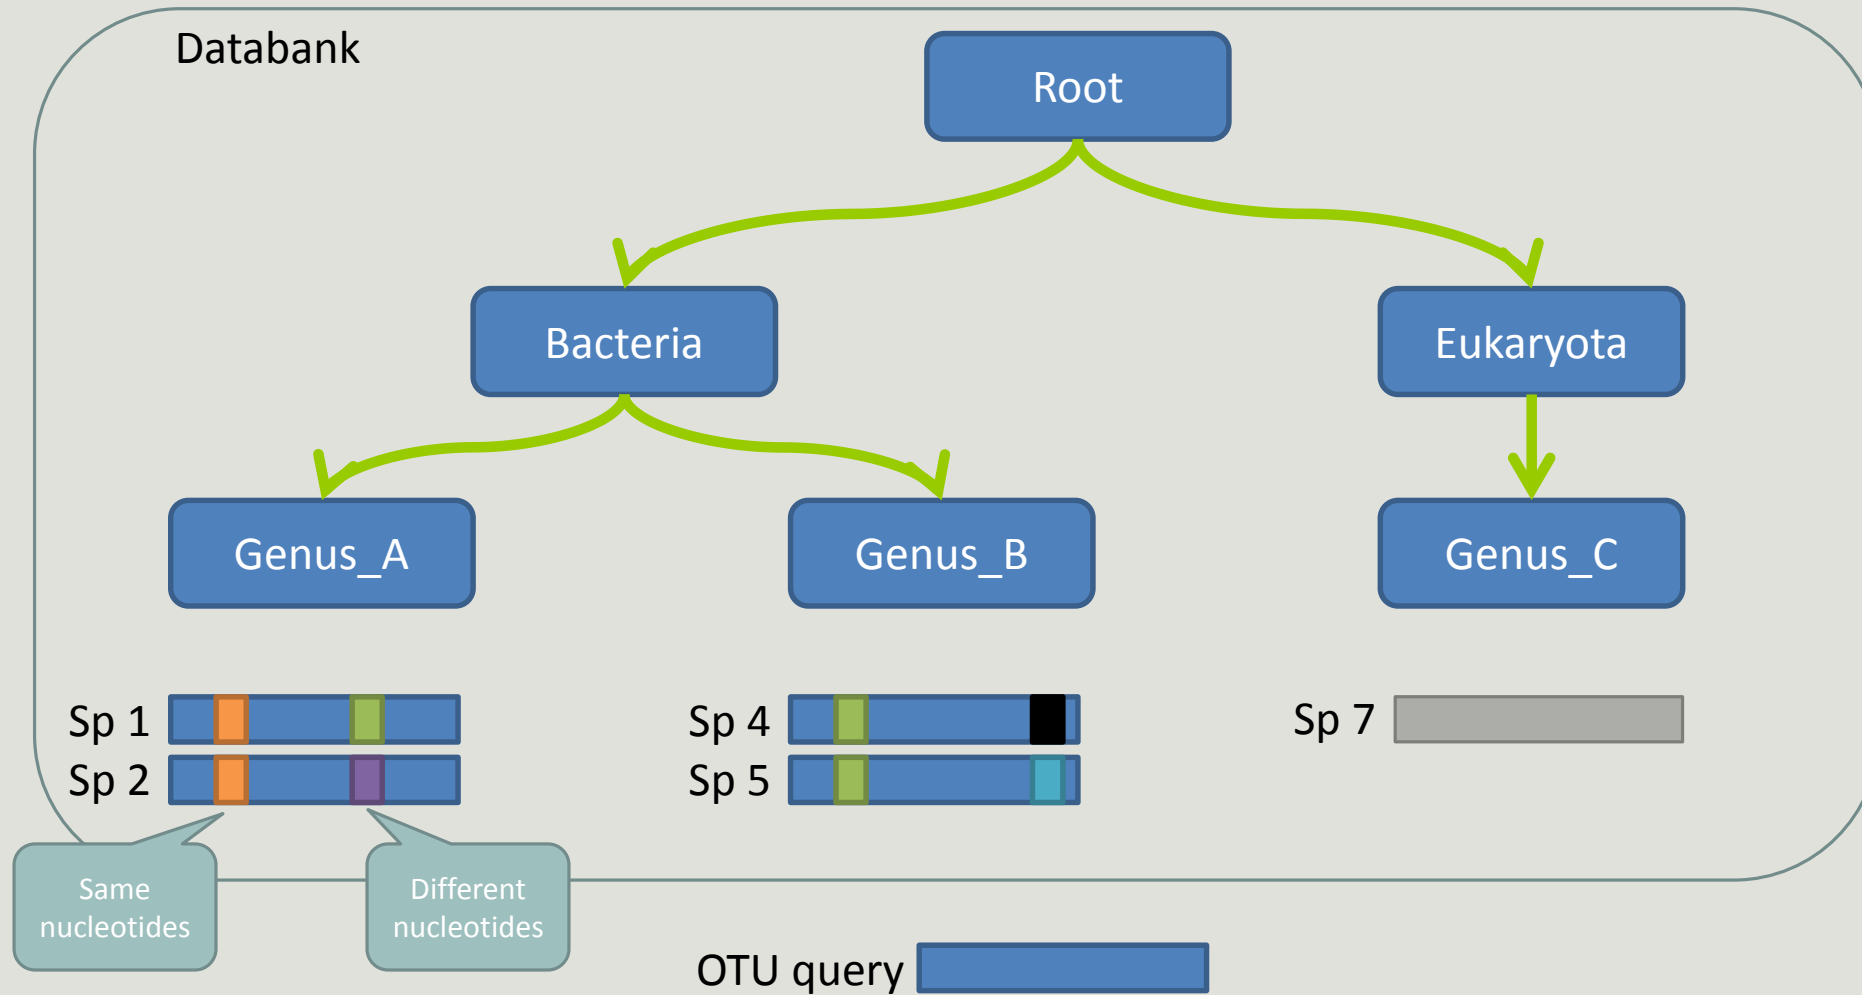 Databank
Root
Bacteria
Eukaryota
Genus_A
Genus_B
Genus_C
Sp 1
Sp 4
Sp 7
Sp 2
Sp 5
Same
nucleotides
Different
nucleotides
OTU query